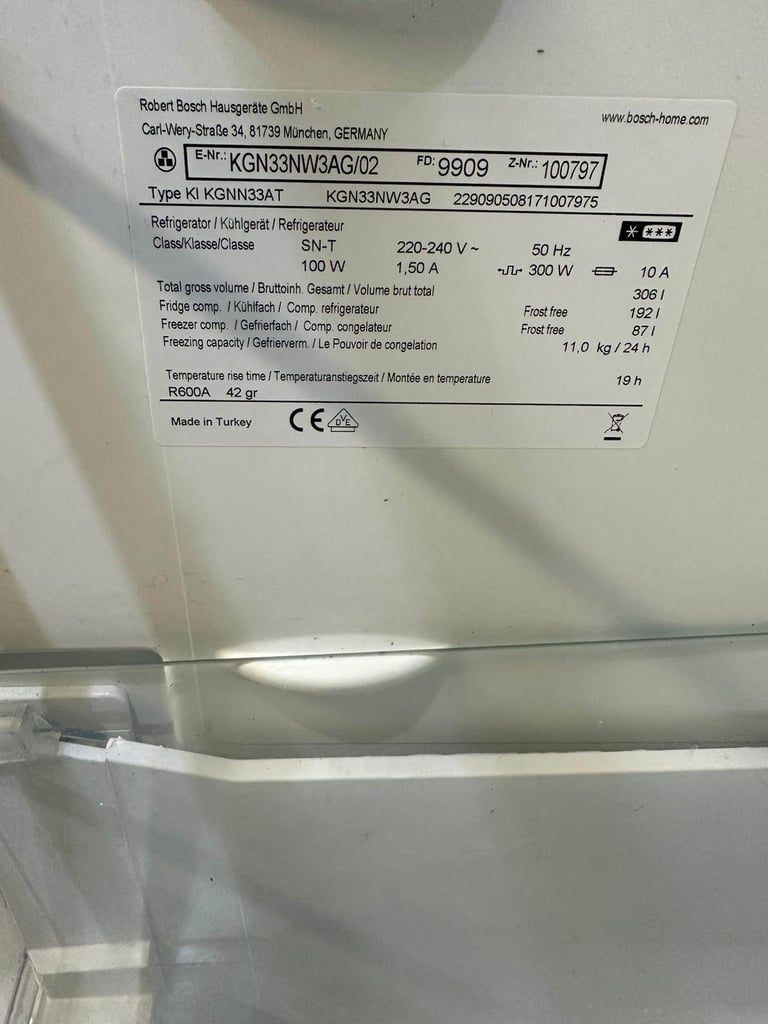 Robert Bosch Hausgeräte GmbH
www.bosch-home.com
Carl-Wery-Straße 34, 81739 München, GERMANY
E-Nr.: KGN33NW3AG/02 FD: 9909 Z-Nr.: 100797
Type KI KGNN33AT KGN33NW3AG 229090508171007975
Refrigerator / Kühlgerät / Refrigerateur
Class/Klasse/Classe SN-T 220-240 V ~ 50 Hz
100 W 1,50 A 300 W 10 A
Total gross volume / Bruttoinh. Gesamt / Volume brut total 306 l
Fridge comp. / Kühlfach / Comp. refrigerateur Frost free 192 l
Freezer comp. / Gefrierfach / Comp. congelateur Frost free 87 l
Freezing capacity / Gefrierverm. / Le Pouvoir de congelation 11,0 kg / 24 h
Temperature rise time / Temperaturanstiegszeit / Montée en temperature 19 h
R600A 42 gr
Made in Turkey CE DVE